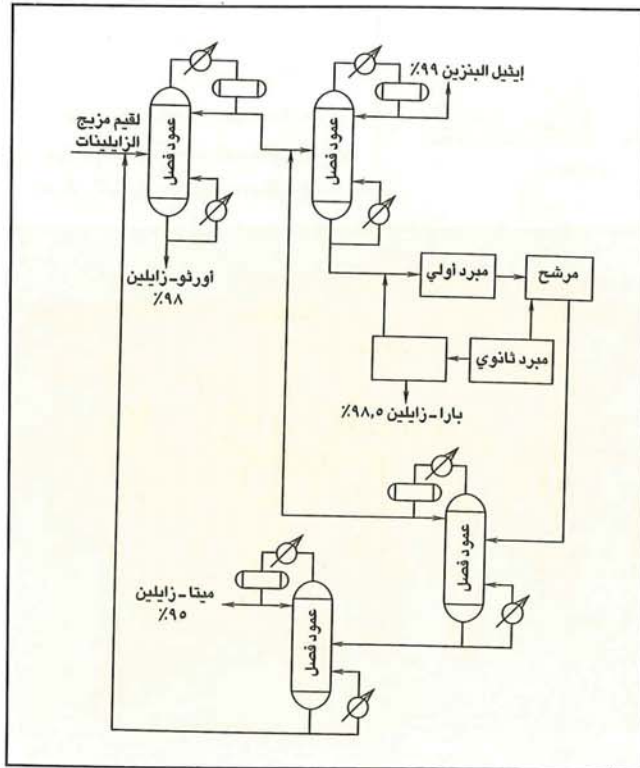 إيثيل البنزين ٩٩٪
لقيم مزيج
الزايلينات
عمود فصل
عمود فصل
أورثو-زايلين
٩٨٪
مبرد أولي
مرشح
مبرد ثانوي
بارا-زايلين ٩٨,٥٪
عمود فصل
ميتا-زايلين
٩٥٪
عمود فصل